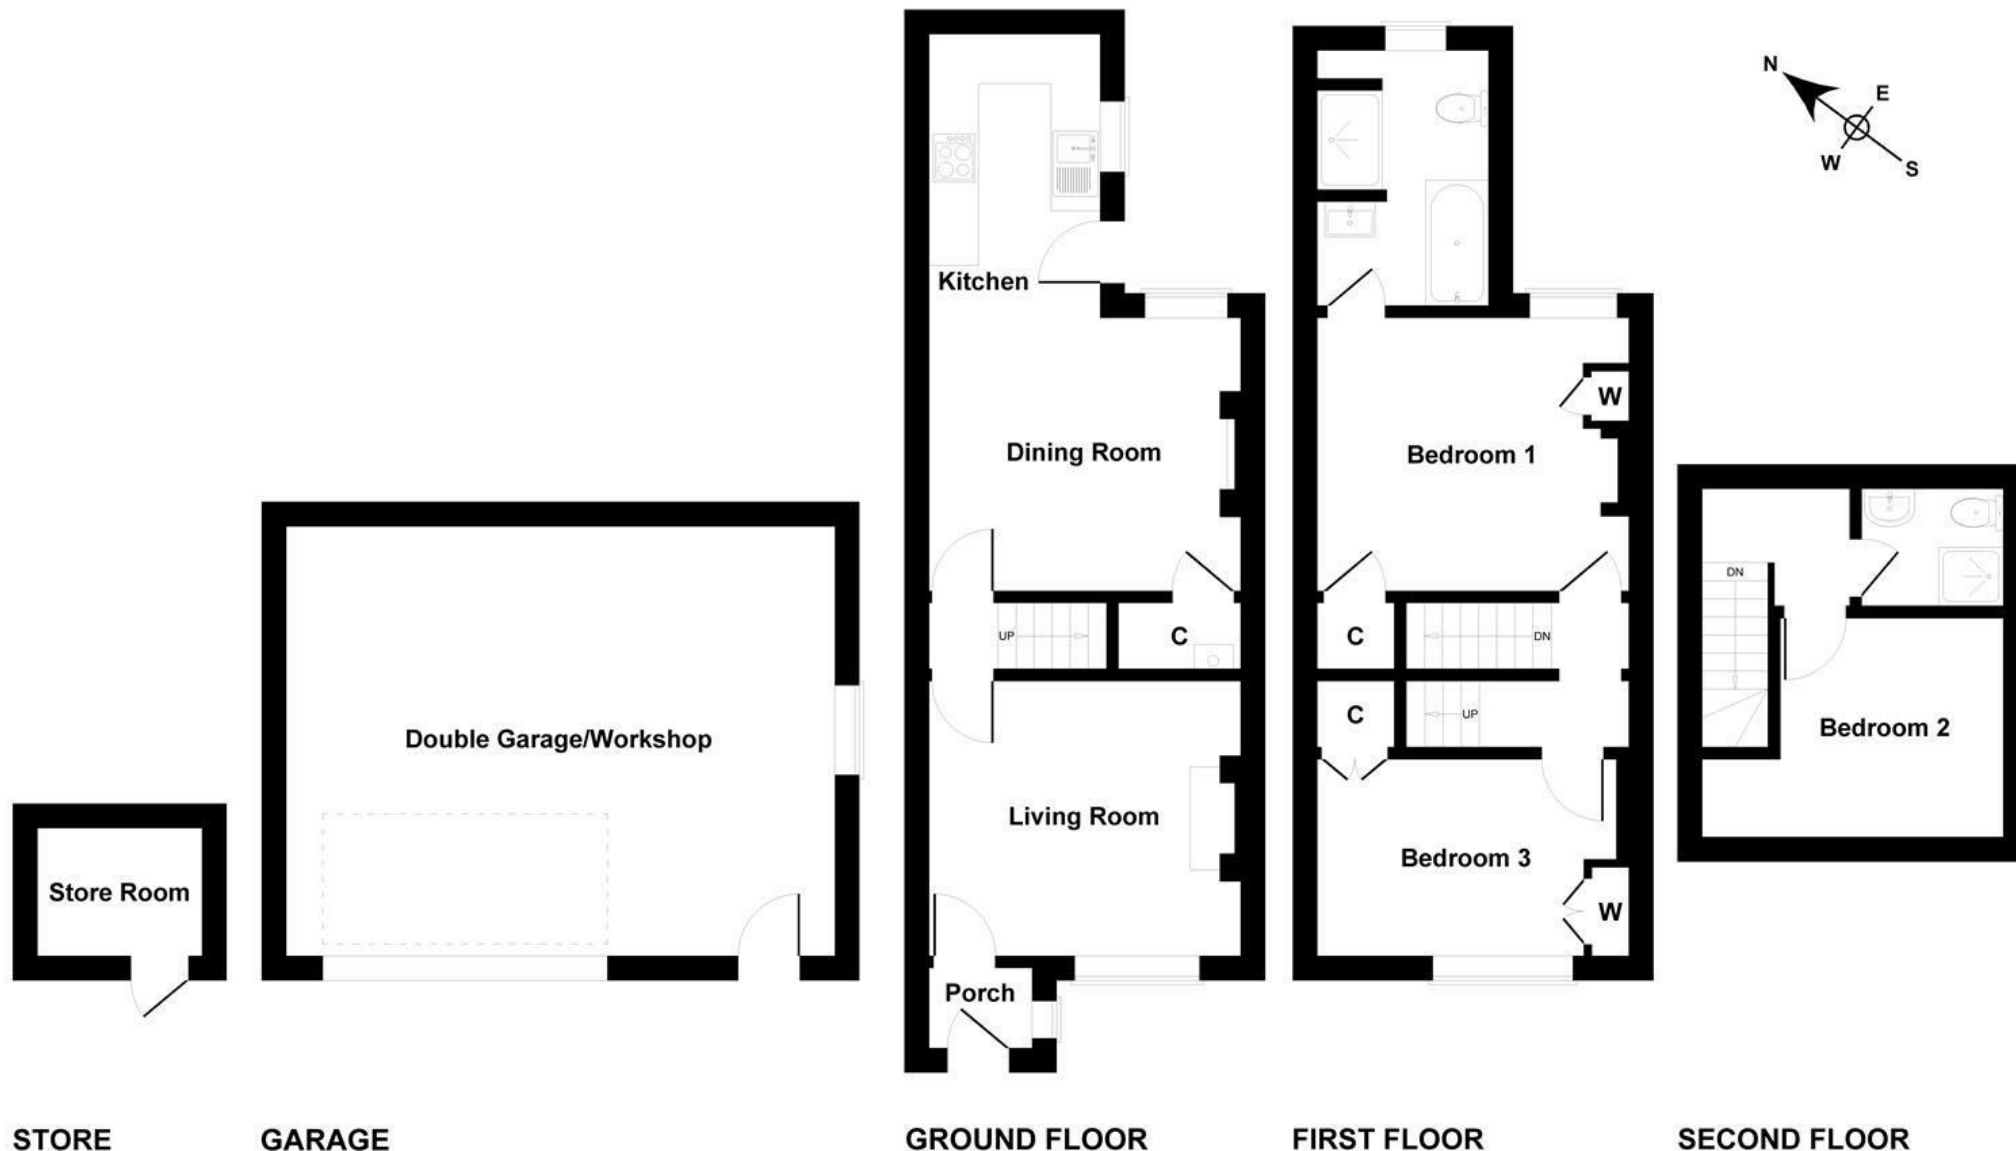 N
E
W
S
Kitchen
Dining Room
UP
C
Living Room
Porch
Bedroom 1
W
C
DN
C
UP
Bedroom 3
W
DN
Bedroom 2
Double Garage/Workshop
Store Room
STORE
GARAGE
GROUND FLOOR
FIRST FLOOR
SECOND FLOOR